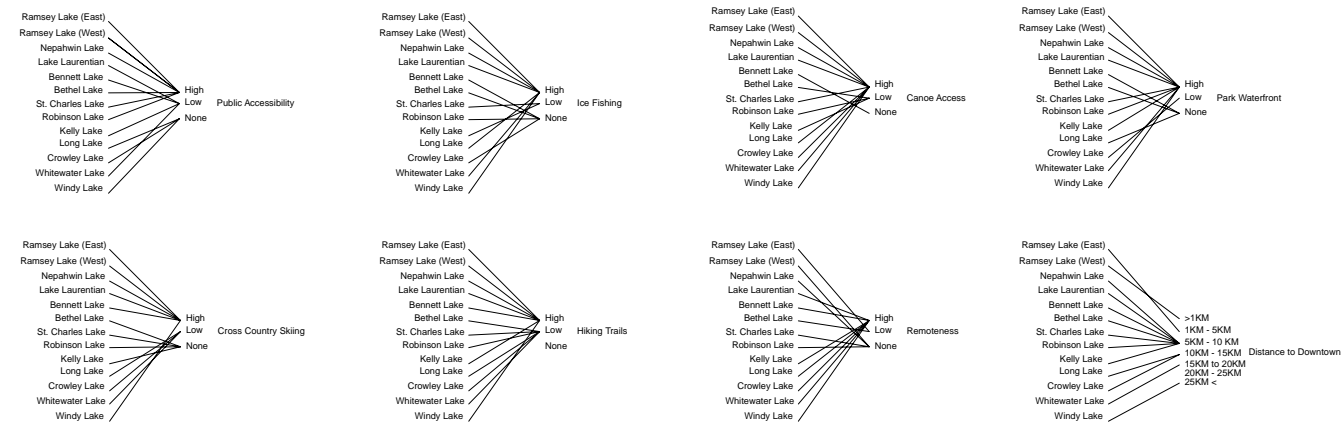 Ramsey Lake (East)
Ramsey Lake (West)
Nepahwin Lake
Lake Laurentian
Bennett Lake
Bethel Lake
St. Charles Lake
Robinson Lake
Kelly Lake
Long Lake
Crowley Lake
Whitewater Lake
Windy Lake
High
Low
None
Public Accessibility
Ramsey Lake (East)
Ramsey Lake (West)
Nepahwin Lake
Lake Laurentian
Bennett Lake
Bethel Lake
St. Charles Lake
Robinson Lake
Kelly Lake
Long Lake
Crowley Lake
Whitewater Lake
Windy Lake
High
Low
None
Ice Fishing
Ramsey Lake (East)
Ramsey Lake (West)
Nepahwin Lake
Lake Laurentian
Bennett Lake
Bethel Lake
St. Charles Lake
Robinson Lake
Kelly Lake
Long Lake
Crowley Lake
Whitewater Lake
Windy Lake
High
Low
None
Canoe Access
Ramsey Lake (East)
Ramsey Lake (West)
Nepahwin Lake
Lake Laurentian
Bennett Lake
Bethel Lake
St. Charles Lake
Robinson Lake
Kelly Lake
Long Lake
Crowley Lake
Whitewater Lake
Windy Lake
High
Low
None
Park Waterfront
Ramsey Lake (East)
Ramsey Lake (West)
Nepahwin Lake
Lake Laurentian
Bennett Lake
Bethel Lake
St. Charles Lake
Robinson Lake
Kelly Lake
Long Lake
Crowley Lake
Whitewater Lake
Windy Lake
High
Low
None
Cross Country Skiing
Ramsey Lake (East)
Ramsey Lake (West)
Nepahwin Lake
Lake Laurentian
Bennett Lake
Bethel Lake
St. Charles Lake
Robinson Lake
Kelly Lake
Long Lake
Crowley Lake
Whitewater Lake
Windy Lake
High
Low
None
Hiking Trails
Ramsey Lake (East)
Ramsey Lake (West)
Nepahwin Lake
Lake Laurentian
Bennett Lake
Bethel Lake
St. Charles Lake
Robinson Lake
Kelly Lake
Long Lake
Crowley Lake
Whitewater Lake
Windy Lake
High
Low
None
Remoteness
Ramsey Lake (East)
Ramsey Lake (West)
Nepahwin Lake
Lake Laurentian
Bennett Lake
Bethel Lake
St. Charles Lake
Robinson Lake
Kelly Lake
Long Lake
Crowley Lake
Whitewater Lake
Windy Lake
>1KM
1KM - 5KM
5KM - 10 KM
10KM - 15KM
15KM to 20KM
20KM - 25KM
25KM <
Distance to Downtown